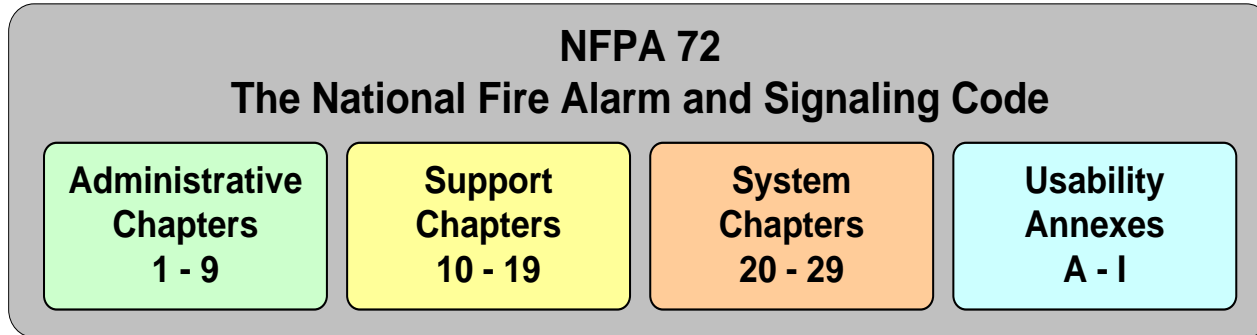 NFPA 72
The National Fire Alarm and Signaling Code
Administrative
Chapters
1 - 9
Support
Chapters
10 - 19
System
Chapters
20 - 29
Usability
Annexes
A - I